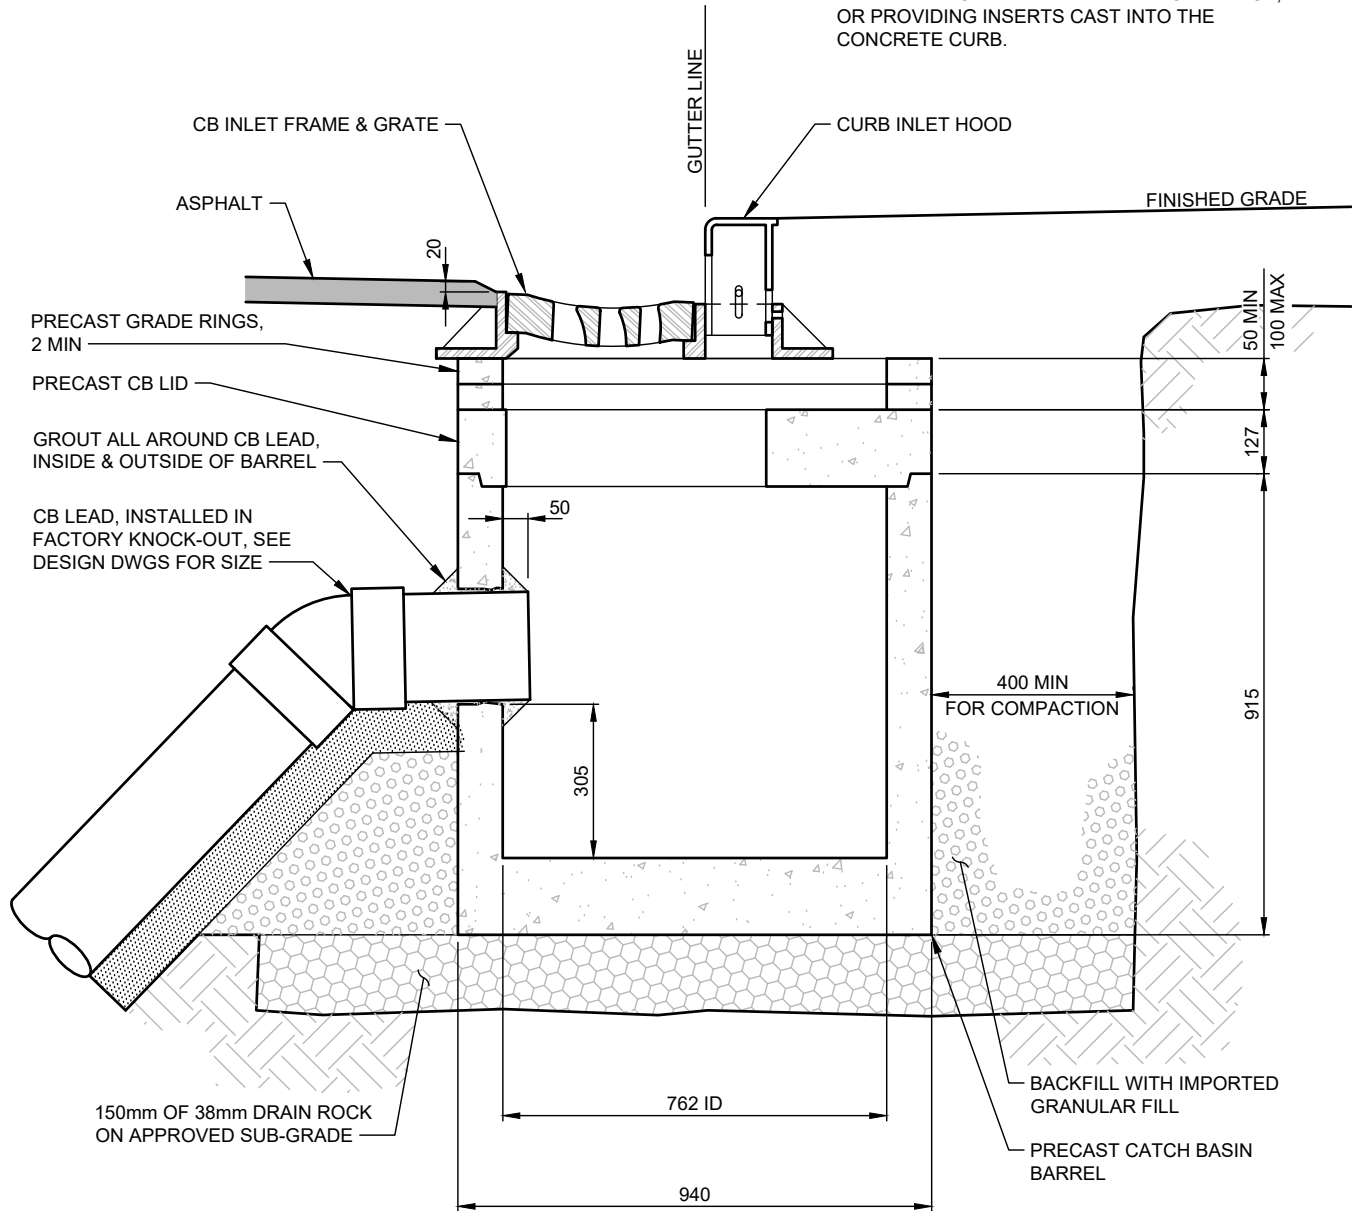 OR PROVIDING INSERTS CAST INTO THE
CONCRETE CURB.
GUTTER LINE
CB INLET FRAME & GRATE
CURB INLET HOOD
ASPHALT
FINISHED GRADE
20
PRECAST GRADE RINGS,
2 MIN
50 MIN
100 MAX
PRECAST CB LID
127
GROUT ALL AROUND CB LEAD,
INSIDE & OUTSIDE OF BARREL
50
CB LEAD, INSTALLED IN
FACTORY KNOCK-OUT, SEE
DESIGN DWGS FOR SIZE
400 MIN
FOR COMPACTION
915
305
BACKFILL WITH IMPORTED
GRANULAR FILL
762 ID
150mm OF 38mm DRAIN ROCK
ON APPROVED SUB-GRADE
PRECAST CATCH BASIN
BARREL
940